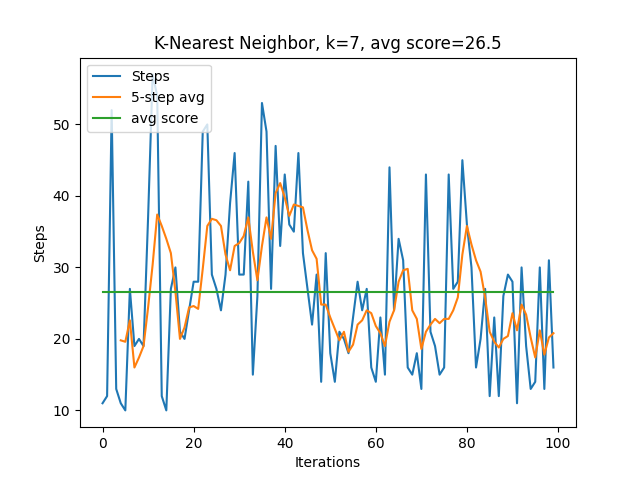 K-Nearest Neighbor, k=7, avg score=26.5
Steps
5-step avg
avg score
Steps
50
40
30
20
10
0
20
40
60
80
100
Iterations